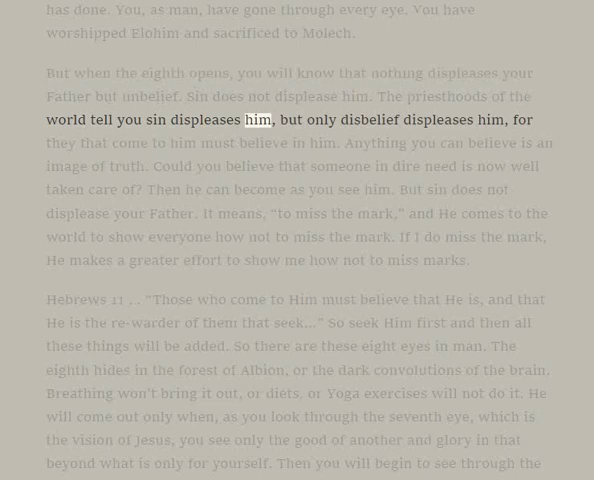 has done. You, as man, have gone through every eye. You have
worshipped Elohim and sacrificed to Molech.
But when the eighth opens, you will know that nothing displeases your
Father but unbelief. Sin does not displease him. The priesthoods of the
world tell you sin displeases him, but only disbelief displeases him, for
they that come to him must believe in him. Anything you can believe is an
image of truth. Could you believe that someone in dire need is now well
taken care of? Then he can become as you see him. But sin does not
displease your Father. It means, “to miss the mark,” and He comes to the
world to show everyone how not to miss the mark. If I do miss the mark,
He makes a greater effort to show me how not to miss marks.
Hebrews 11 .. “Those who come to Him must believe that He is, and that
He is the re-warder of them that seek...” So seek Him first and then all
these things will be added. So there are these eight eyes in man. The
eighth hides in the forest of Albion, or the dark convolutions of the brain.
Breathing won’t bring it out, or diets, or Yoga exercises will not do it. He
will come out only when, as you look through the seventh eye, which is
the vision of Jesus, you see only the good of another and glory in that
beyond what is only for yourself. Then you will begin to see through the